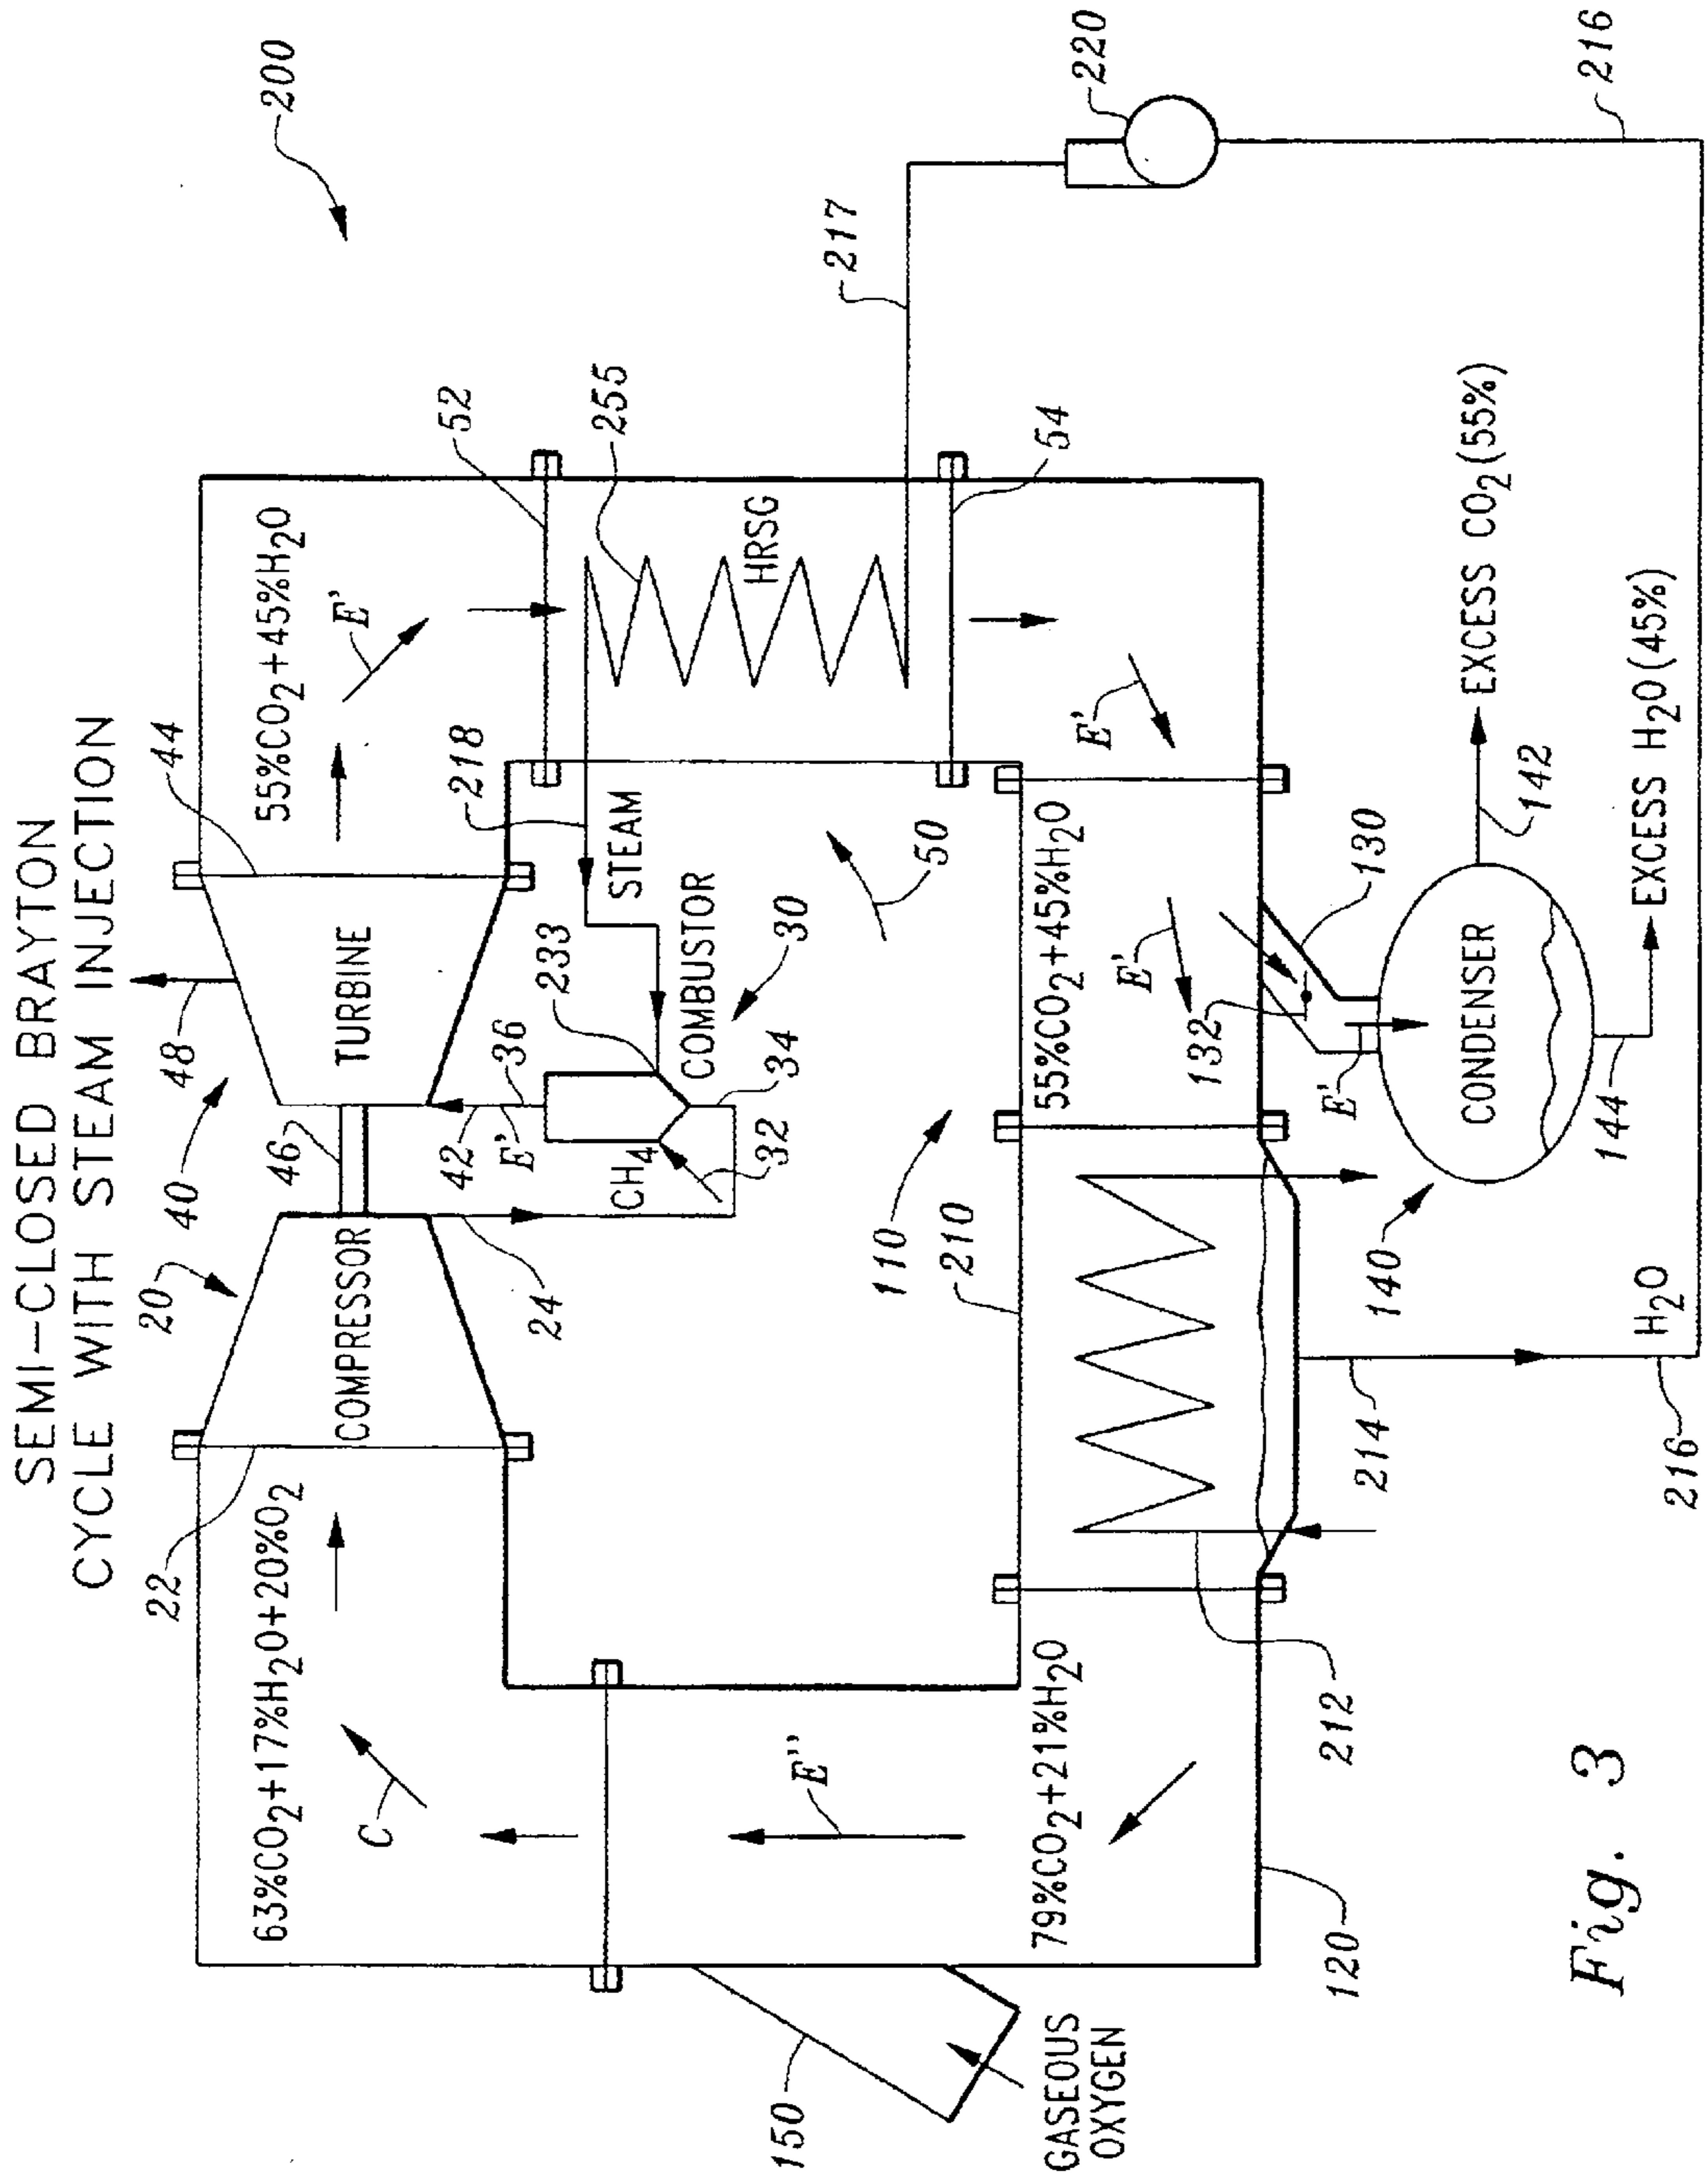 SEMI-CLOSED BRAYTON
CYCLE WITH STEAM INJECTION
200
20
40
48
44
22
46
63%CO2+17%H2O+20%O2
COMPRESSOR
TURBINE
55%CO2+45%H2O
E'
C
24
42
E'
36
CH4
32
34
233
COMBUSTOR
30
STEAM
218
52
255
HRSG
217
220
E"
150
GASEOUS
OXYGEN
79%CO2+21%H2O
110
210
50
55%CO2+45%H2O
E'
E'
54
120
212
214
216
H2O
132
E'
130
140
CONDENSER
142
EXCESS CO2(55%)
144
EXCESS H2O(45%)
216
Fig. 3